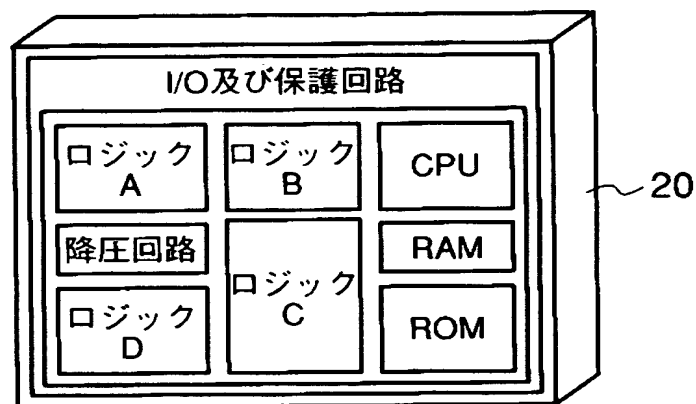 I/O及び保護回路
ロジック
A
ロジック
B
CPU
20
降圧回路
ロジック
C
RAM
ロジック
D
ROM